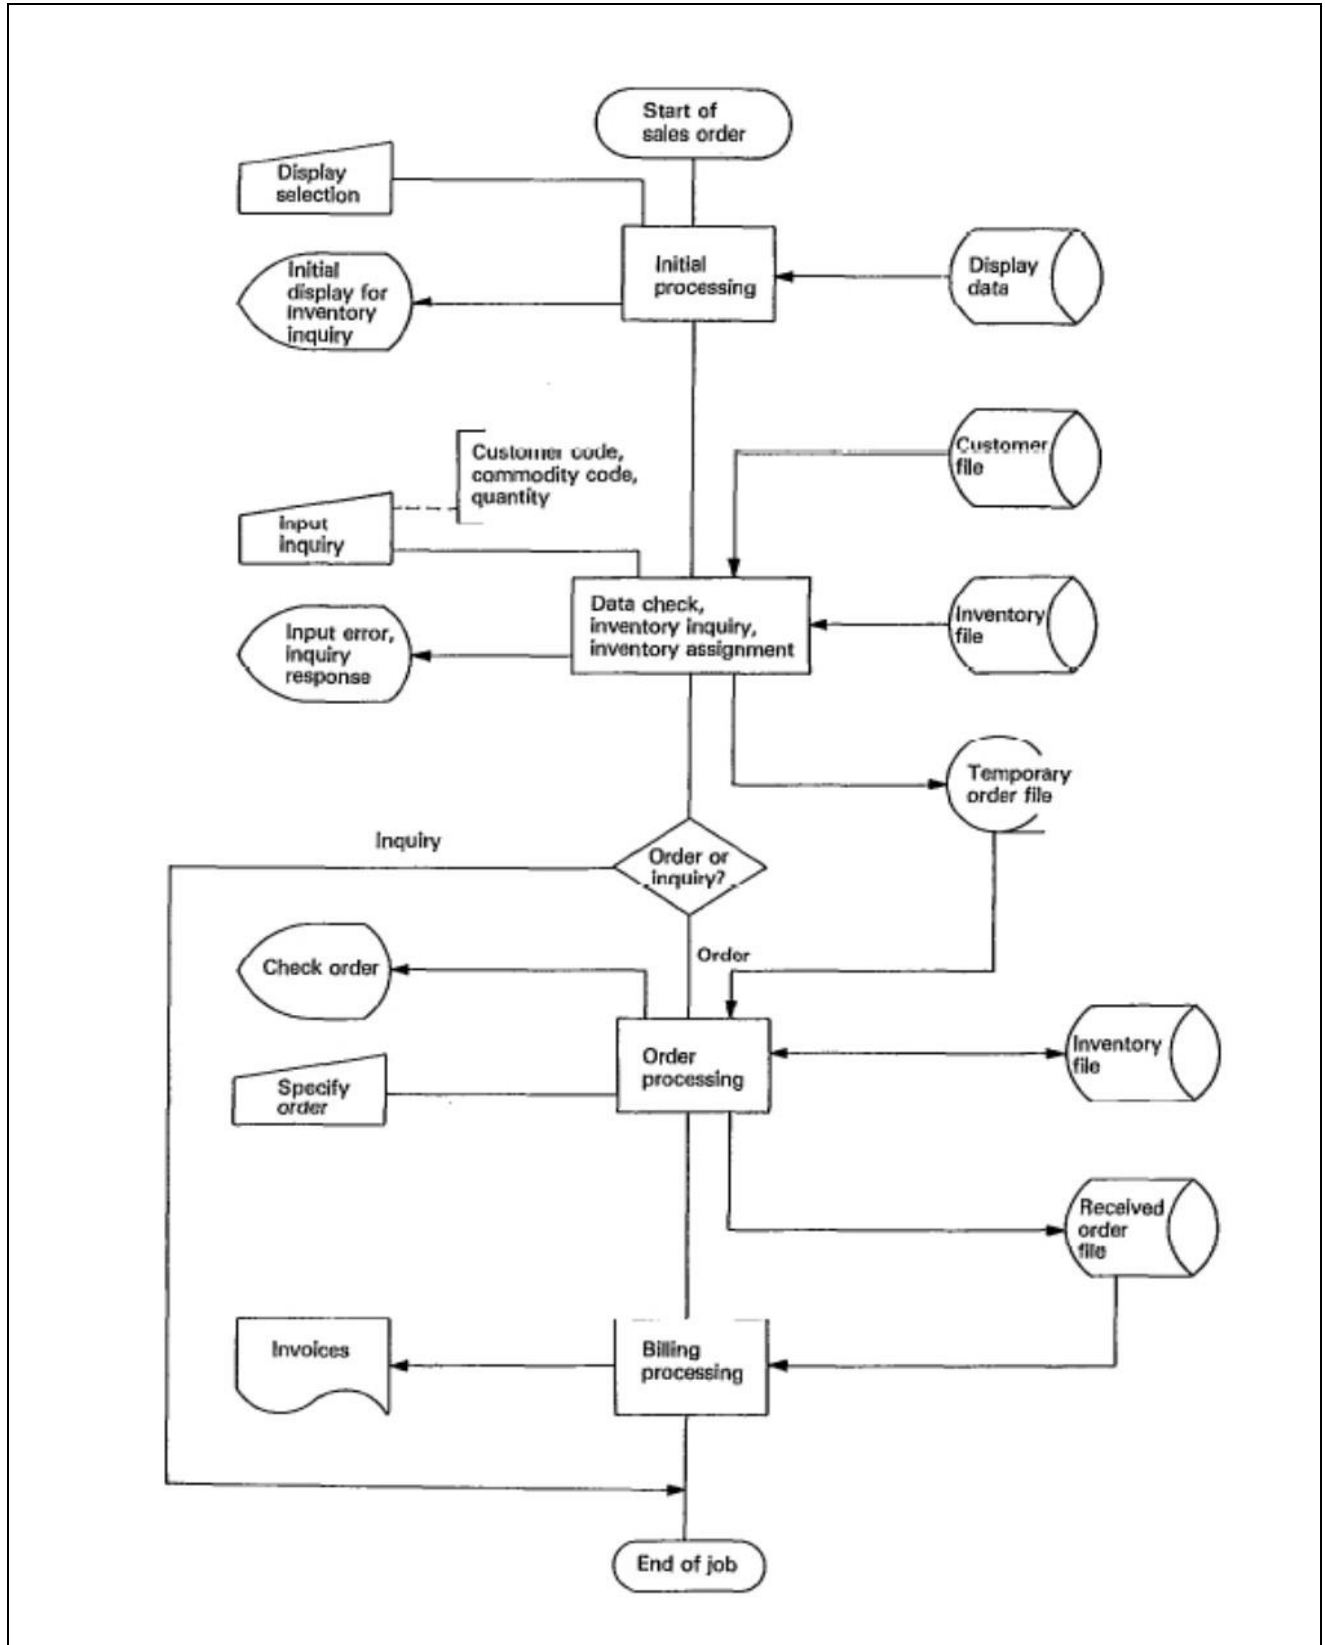 Start of
sales order
Display
selection
Initial
processing
Display
data
Initial
display for
inventory
inquiry
Customer code,
commodity code,
quantity
Customer
file
Input
inquiry
Data check,
inventory inquiry,
inventory assignment
Inventory
file
Input error,
inquiry
response
Temporary
order file
Inquiry
Order or
inquiry?
Order
Check order
Order
processing
Inventory
file
Specify
order
Received
order
file
Invoices
Billing
processing
End of job